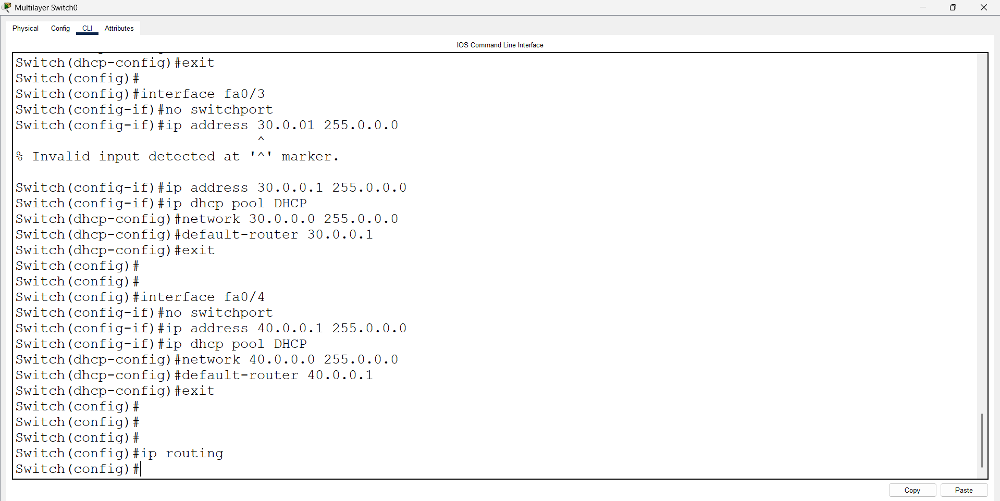 Multilayer Switch0
Physical Config CLI Attributes
IOS Command Line Interface
Switch(dhcp-config)#exit
Switch(config)#
Switch(config)#interface fa0/3
Switch(config-if)#no switchport
Switch(config-if)#ip address 30.0.01 255.0.0.0
^
% Invalid input detected at '^' marker.
Switch(config-if)#ip address 30.0.0.1 255.0.0.0
Switch(config-if)#ip dhcp pool DHCP
Switch(dhcp-config)#network 30.0.0.0 255.0.0.0
Switch(dhcp-config)#default-router 30.0.0.1
Switch(dhcp-config)#exit
Switch(config)#
Switch(config)#
Switch(config)#interface fa0/4
Switch(config-if)#no switchport
Switch(config-if)#ip address 40.0.0.1 255.0.0.0
Switch(config-if)#ip dhcp pool DHCP
Switch(dhcp-config)#network 40.0.0.0 255.0.0.0
Switch(dhcp-config)#default-router 40.0.0.1
Switch(dhcp-config)#exit
Switch(config)#
Switch(config)#
Switch(config)#
Switch(config)#ip routing
Switch(config)#
Copy Paste